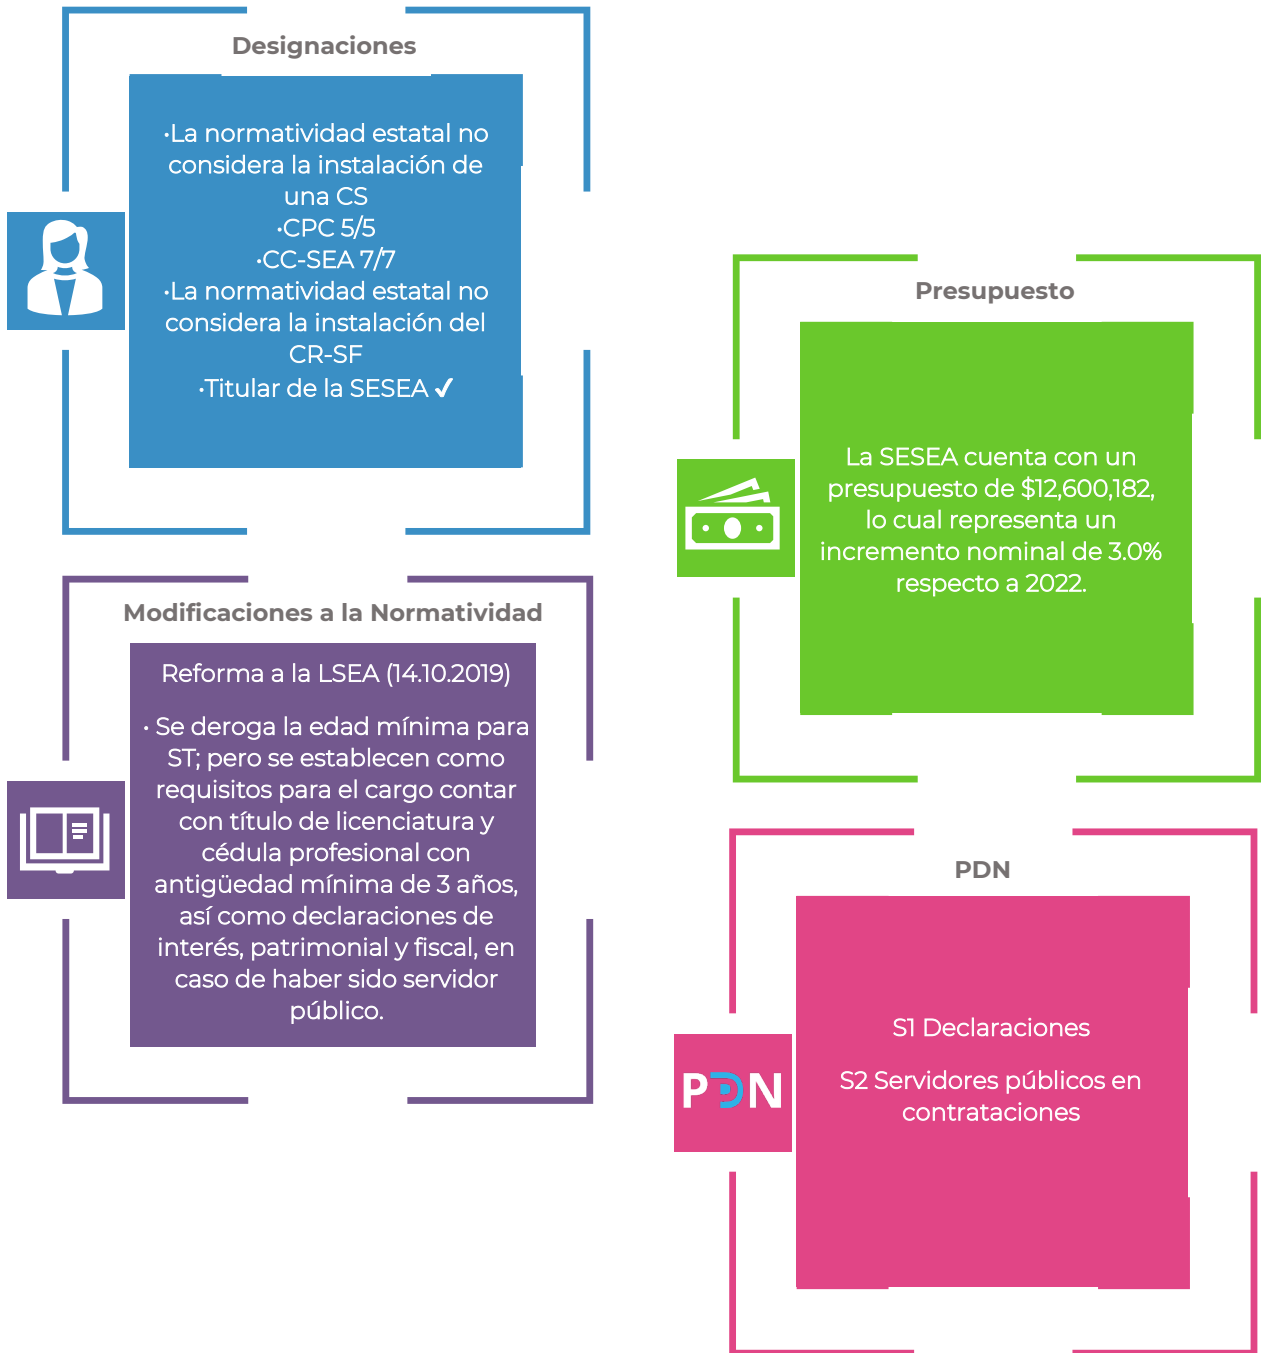 Designaciones
•La normatividad estatal no
considera la instalación de
una CS
•CPC 5/5
•CC-SEA 7/7
•La normatividad estatal no
considera la instalación del
CR-SF
•Titular de la SESEA ✔
Modificaciones a la Normatividad
Reforma a la LSEA (14.10.2019)
• Se deroga la edad mínima para
ST; pero se establecen como
requisitos para el cargo contar
con título de licenciatura y
cédula profesional con
antigüedad mínima de 3 años,
así como declaraciones de
interés, patrimonial y fiscal, en
caso de haber sido servidor
público.
Presupuesto
La SESEA cuenta con un
presupuesto de $12,600,182,
lo cual representa un
incremento nominal de 3.0%
respecto a 2022.
PDN
PDN
S1 Declaraciones
S2 Servidores públicos en
contrataciones